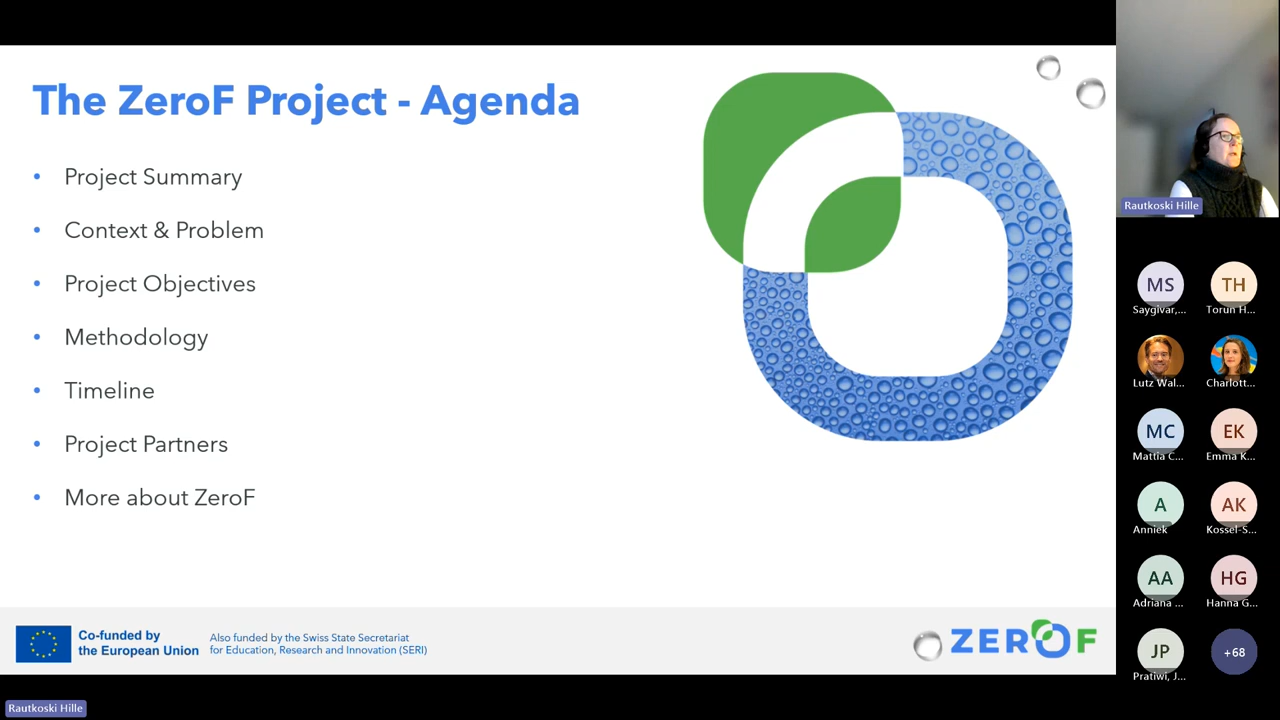 The ZeroF Project - Agenda
• Project Summary
• Context & Problem
• Project Objectives
• Methodology
• Timeline
• Project Partners
• More about ZeroF
Co-funded by
the European Union
Also funded by the Swiss State Secretariat
for Education, Research and Innovation (SERI)
ZEROF
Rautkoski Hille
Rautkoski Hille
MS
TH
Saygivar,...
Torun H...
Lutz Wal...
Charlott...
MC
EK
Mattia C...
Emma K...
A
AK
Anniek
Kossel-S...
AA
HG
Adriana ...
Hanna G...
JP
+68
Pratiwi, J...